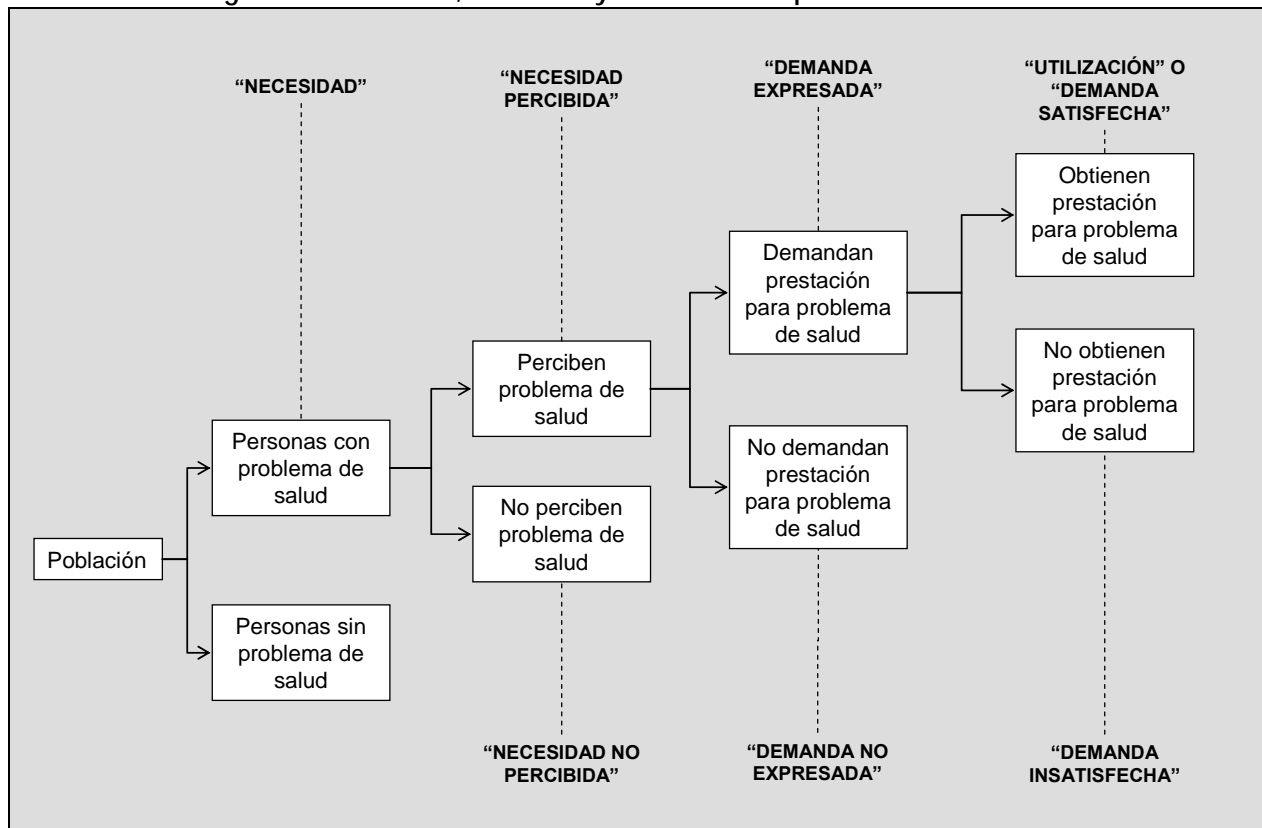 “NECESIDAD”
“NECESIDAD
PERCIBIDA”
“DEMANDA
EXPRESADA”
“UTILIZACIÓN” O
“DEMANDA
SATISFECHA”
Obtienen
prestación
para problema
de salud
Demandan
prestación
para problema
de salud
No obtienen
prestación
para problema
de salud
Perciben
problema de
salud
Personas con
problema de
salud
No demandan
prestación
para problema
de salud
No perciben
problema de
salud
Población
Personas sin
problema de
salud
“NECESIDAD NO
PERCIBIDA”
“DEMANDA NO
EXPRESADA”
“DEMANDA
INSATISFECHA”